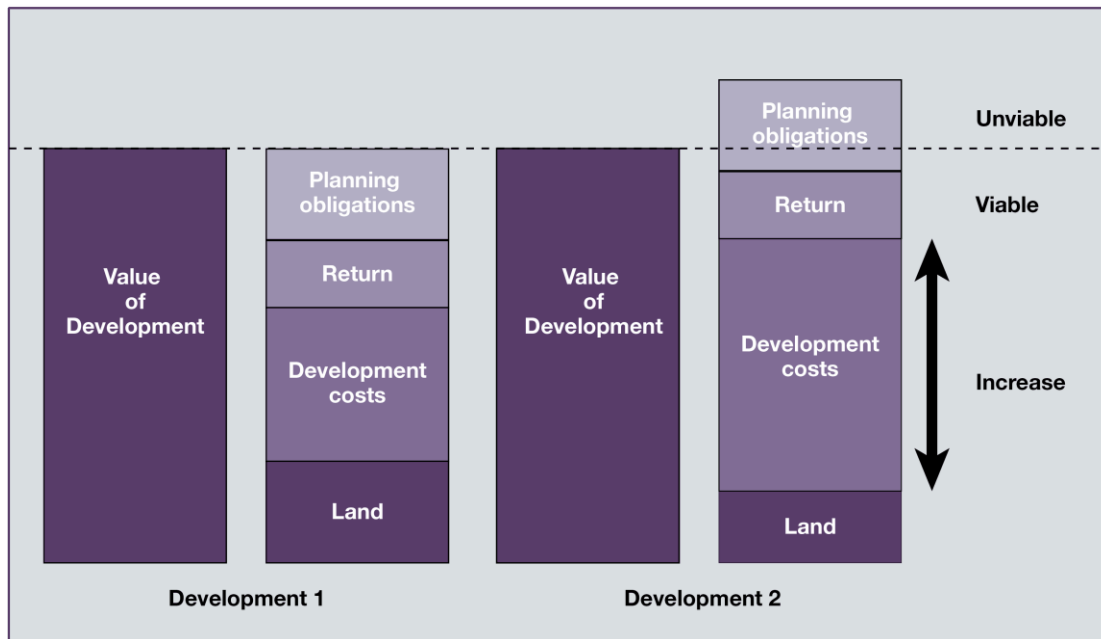 Value
of
Development
Planning
obligations
Return
Development
costs
Land
Development 1
Value
of
Development
Planning
obligations
Return
Development
costs
Land
Development 2
Unviable
Viable
Increase